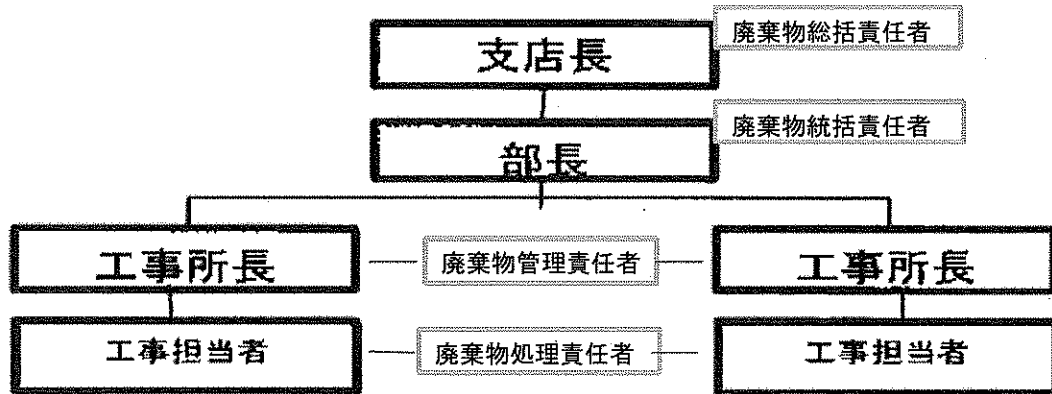 支店長
廃棄物総括責任者
部長
廃棄物統括責任者
工事所長
廃棄物管理責任者
工事所長
工事担当者
廃棄物処理責任者
工事担当者